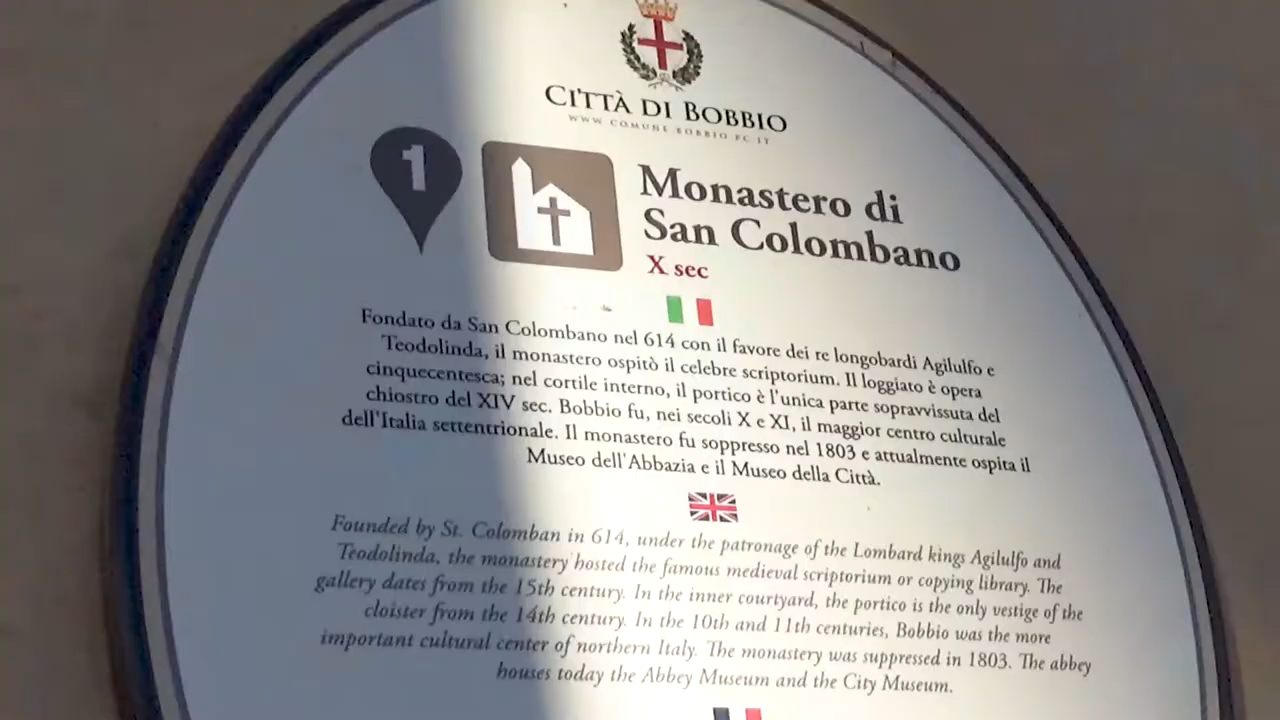 CITTÀ DI BOBBIO
WWW COMUNE BOBBIO PC IT
1
Monastero di
San Colombano
X sec
Fondato da San Colombano nel 614 con il favore dei re longobardi Agilulfo e
Teodolinda, il monastero ospitò il celebre scriptorium. Il loggiato è opera
cinquecentesca; nel cortile interno, il portico è l'unica parte sopravvissuta del
chiostro del XIV sec. Bobbio fu, nei secoli X e XI, il maggior centro culturale
dell'Italia settentrionale. Il monastero fu soppresso nel 1803 e attualmente ospita il
Museo dell'Abbazia e il Museo della Città.
Founded by St. Colomban in 614, under the patronage of the Lombard kings Agilulfo and
Teodolinda, the monastery hosted the famous medieval scriptorium or copying library. The
gallery dates from the 15th century. In the inner courtyard, the portico is the only vestige of the
cloister from the 14th century. In the 10th and 11th centuries, Bobbio was the more
important cultural center of northern Italy. The monastery was suppressed in 1803. The abbey
houses today the Abbey Museum and the City Museum.